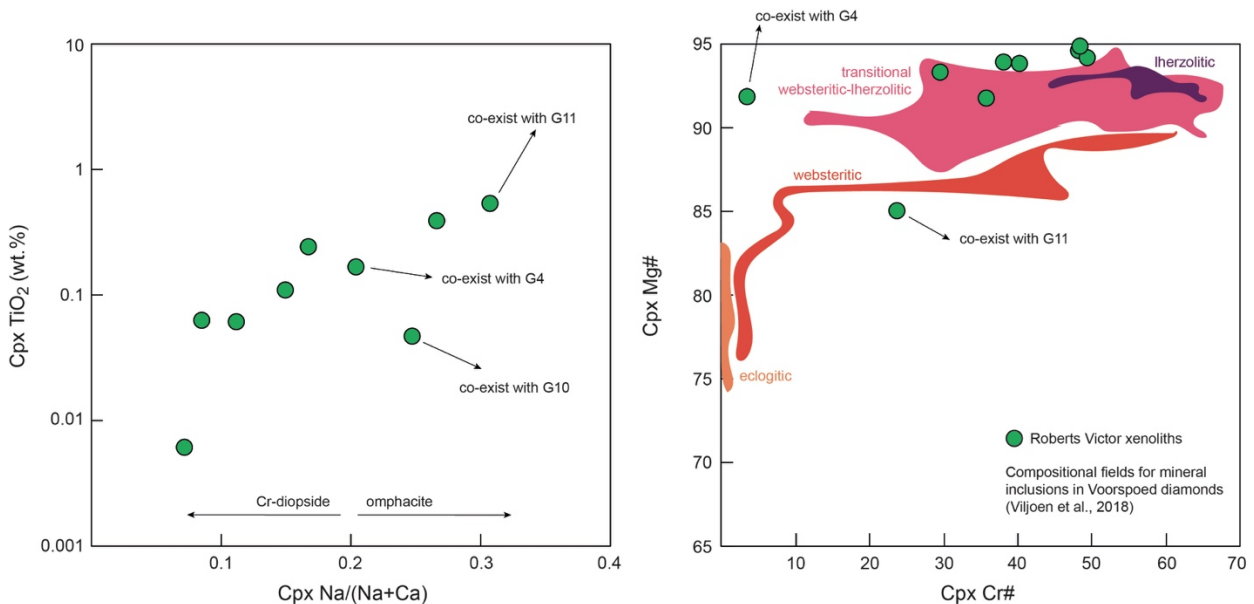 10
1
0.1
0.01
0.001
Cpx TiO2 (wt.%)
co-exist with G11
co-exist with G4
co-exist with G10
Cr-diopside
omphacite
0.1
0.2
0.3
0.4
Cpx Na/(Na+Ca)
co-exist with G4
95
90
85
80
75
70
65
Cpx Mg#
transitional
websteritic-lherzolitic
lherzolitic
websteritic
co-exist with G11
eclogitic
Roberts Victor xenoliths
Compositional fields for mineral
inclusions in Voorspoed diamonds
(Viljoen et al., 2018)
10
20
30
40
50
60
70
Cpx Cr#